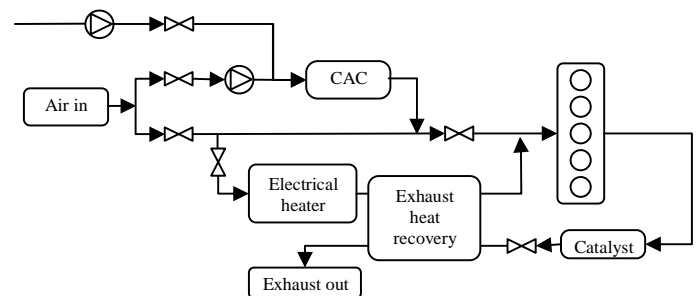 CAC
Air in
Electrical
heater
Exhaust
heat
recovery
Catalyst
Exhaust out